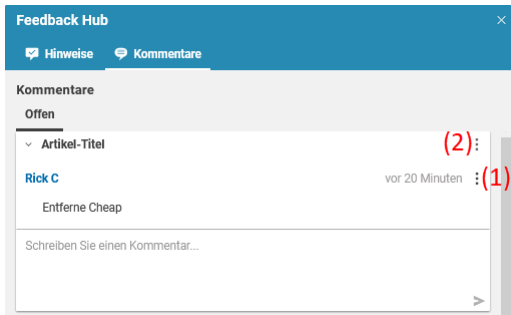 Feedback Hub
Hinweise Kommentare
Kommentare
Offen
Artikel-Titel (2)
Rick C vor 20 Minuten (1)
Entferne Cheap
Schreiben Sie einen Kommentar...